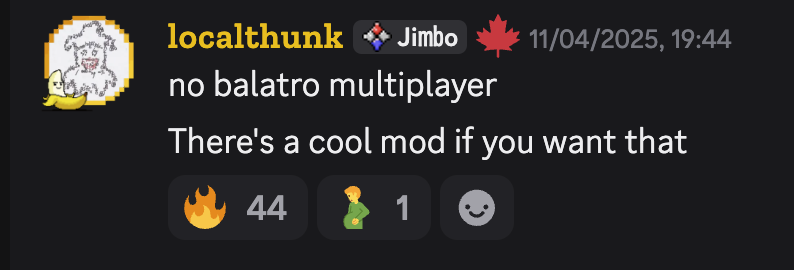 localthunk Jimbo 11/04/2025, 19:44
no balatro multiplayer
There's a cool mod if you want that
44 1